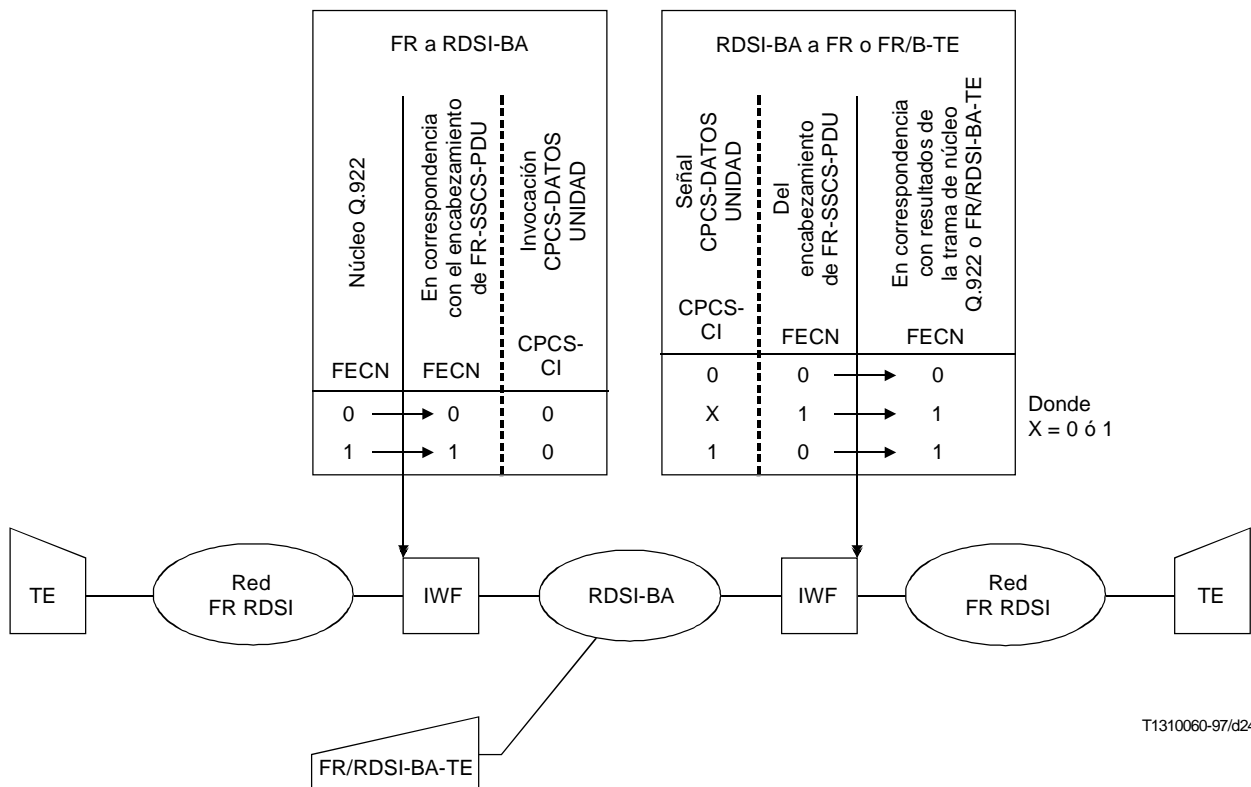 FR a RDSI-BA
Núcleo Q.922
En correspondencia
con el encabezamiento
de FR-SSCS-PDU
Invocación
CPCS-DATOS
UNIDAD
FECN
FECN
CPCS-
CI
0 0 0
1 1 0
RDSI-BA a FR o FR/B-TE
Señal
CPCS-DATOS
UNIDAD
Del
encabezamiento
de FR-SSCS-PDU
En correspondencia
con resultados de
la trama de núcleo
Q.922 o FR/RDSI-BA-TE
CPCS-
CI
FECN
FECN
0 0 0
X 1 1
1 0 1
Donde
X = 0 ó 1
TE
Red
FR RDSI
IWF
RDSI-BA
IWF
Red
FR RDSI
TE
FR/RDSI-BA-TE
T1310060-97/d24